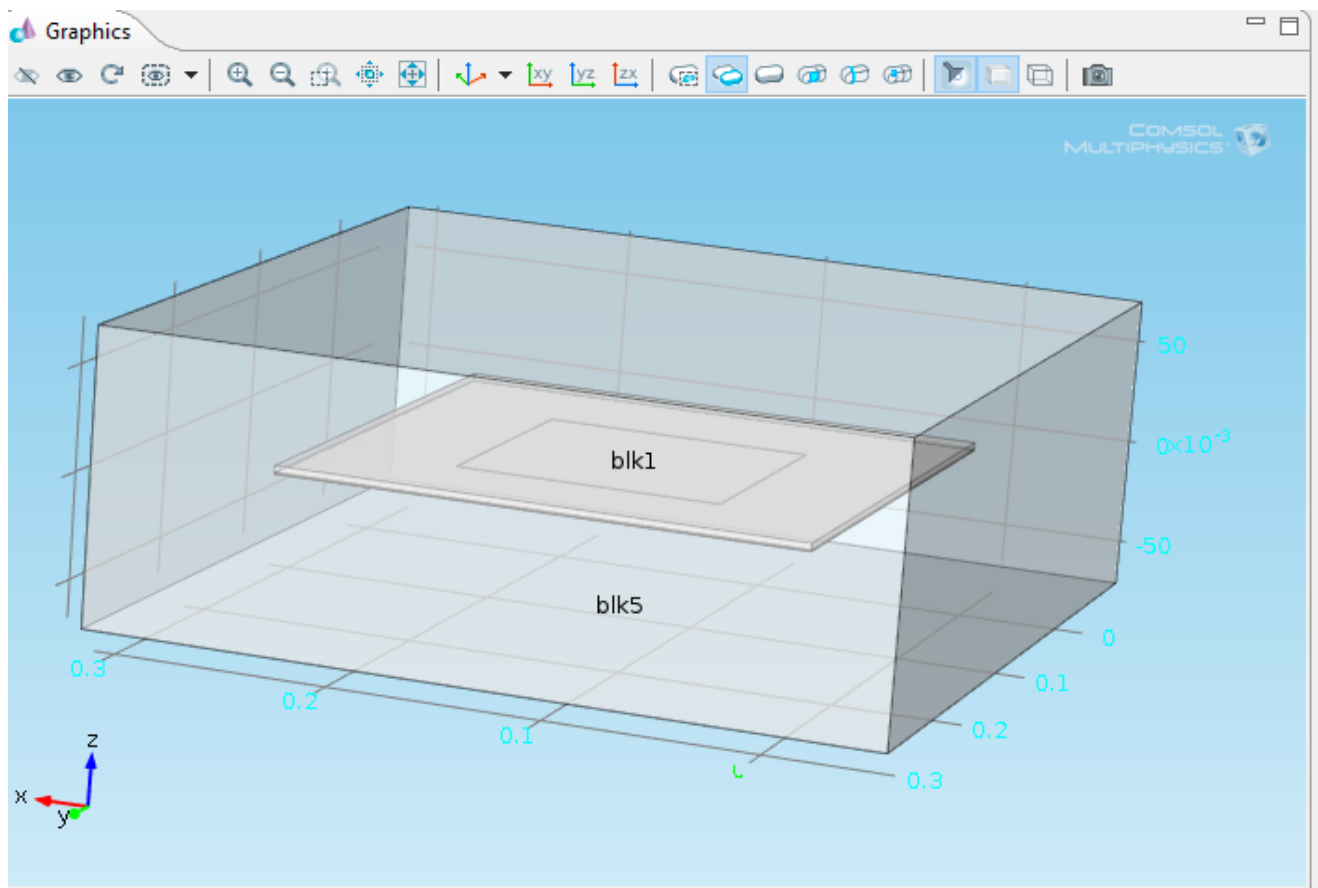 Graphics
xy yz zx
COMSOL
MULTIPHYSICS
50
0×10-3
-50
blk1
blk5
0
0.1
0.2
0.3
0.3
0.2
0.1
z
x
y